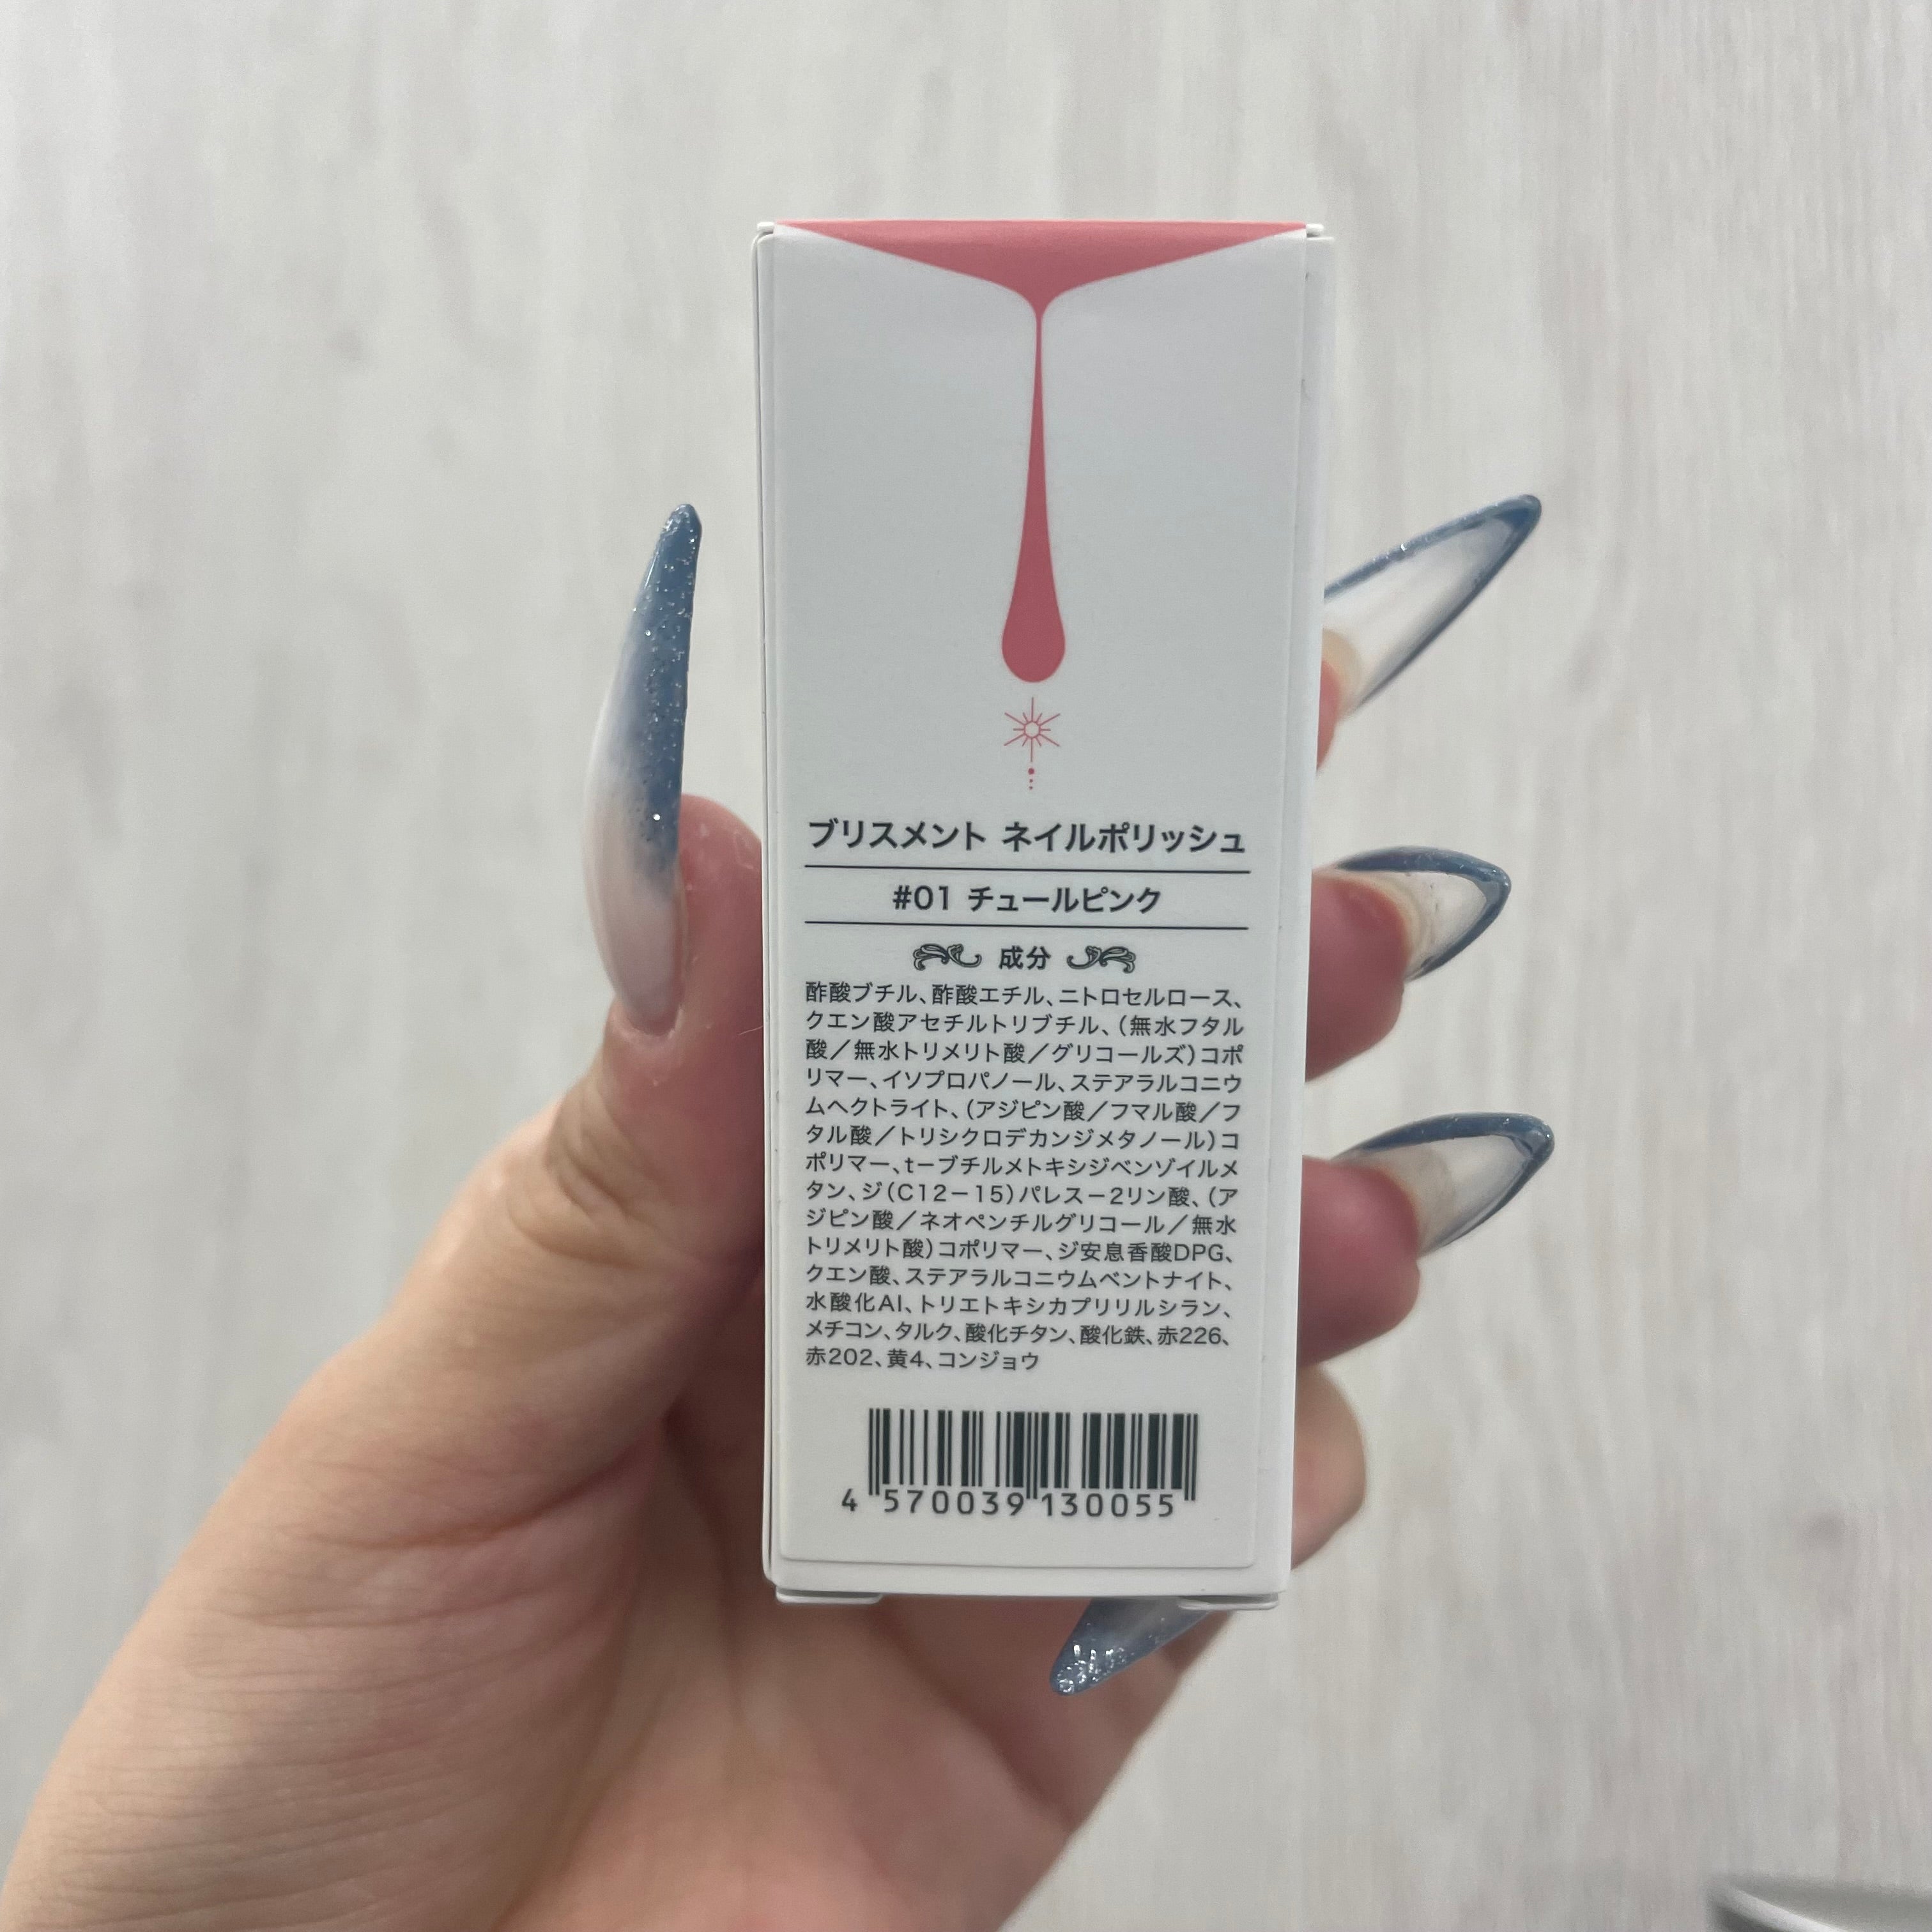 ブリスメント ネイルポリッシュ
#01 チュールピンク
成分
酢酸ブチル、酢酸エチル、ニトロセルロース、
クエン酸アセチルトリブチル、（無水フタル
酸／無水トリメリト酸／グリコールズ）コポ
リマー、イソプロパノール、ステアラルコニウ
ムヘクトライト、（アジピン酸／フマル酸／フ
タル酸／トリシクロデカンジメタノール）コ
ポリマー、t－ブチルメトキシジベンゾイルメ
タン、ジ（C12－15）パレス－2リン酸、（ア
ジピン酸／ネオペンチルグリコール／無水
トリメリト酸）コポリマー、ジ安息香酸DPG、
クエン酸、ステアラルコニウムベントナイト、
水酸化Al、トリエトキシカプリリルシラン、
メチコン、タルク、酸化チタン、酸化鉄、赤226、
赤202、黄4、コンジョウ
4 570039 130055